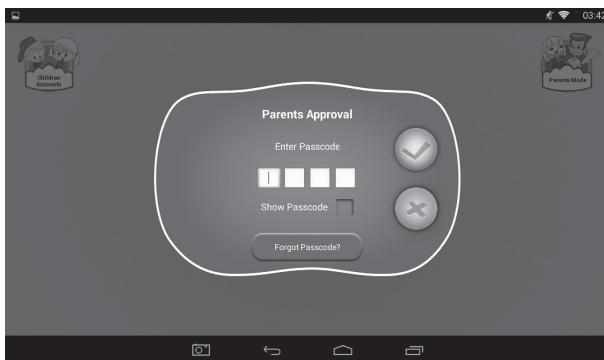 03:42
Children
Accounts
Parents Mode
Parents Approval
Enter Passcode
Show Passcode
Forgot Passcode?